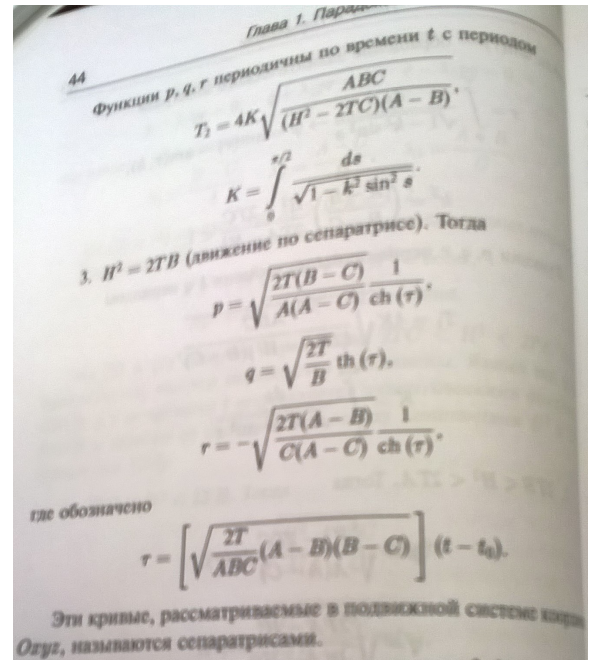 Глава 1.
44
Функции p, q, r периодичны по времени t с периодом
T₂ = 4K √(ABC / ((H² − 2TC)(A − B))),
K = ∫₀^{π/2} ds / √(1 − k² sin² s).
3. H² = 2TB (движение по сепаратрисе). Тогда
p = √(2T(B − C) / (A(A − C))) 1 / ch (τ),
q = √(2T / B) th (τ),
r = −√(2T(A − B) / (C(A − C))) 1 / ch (τ),
где обозначено
τ = [√(2T / ABC (A − B)(B − C))] (t − t₀).
Эти кривые, рассматриваемые в подвижной системе
Oxyz, называются сепаратрисами.